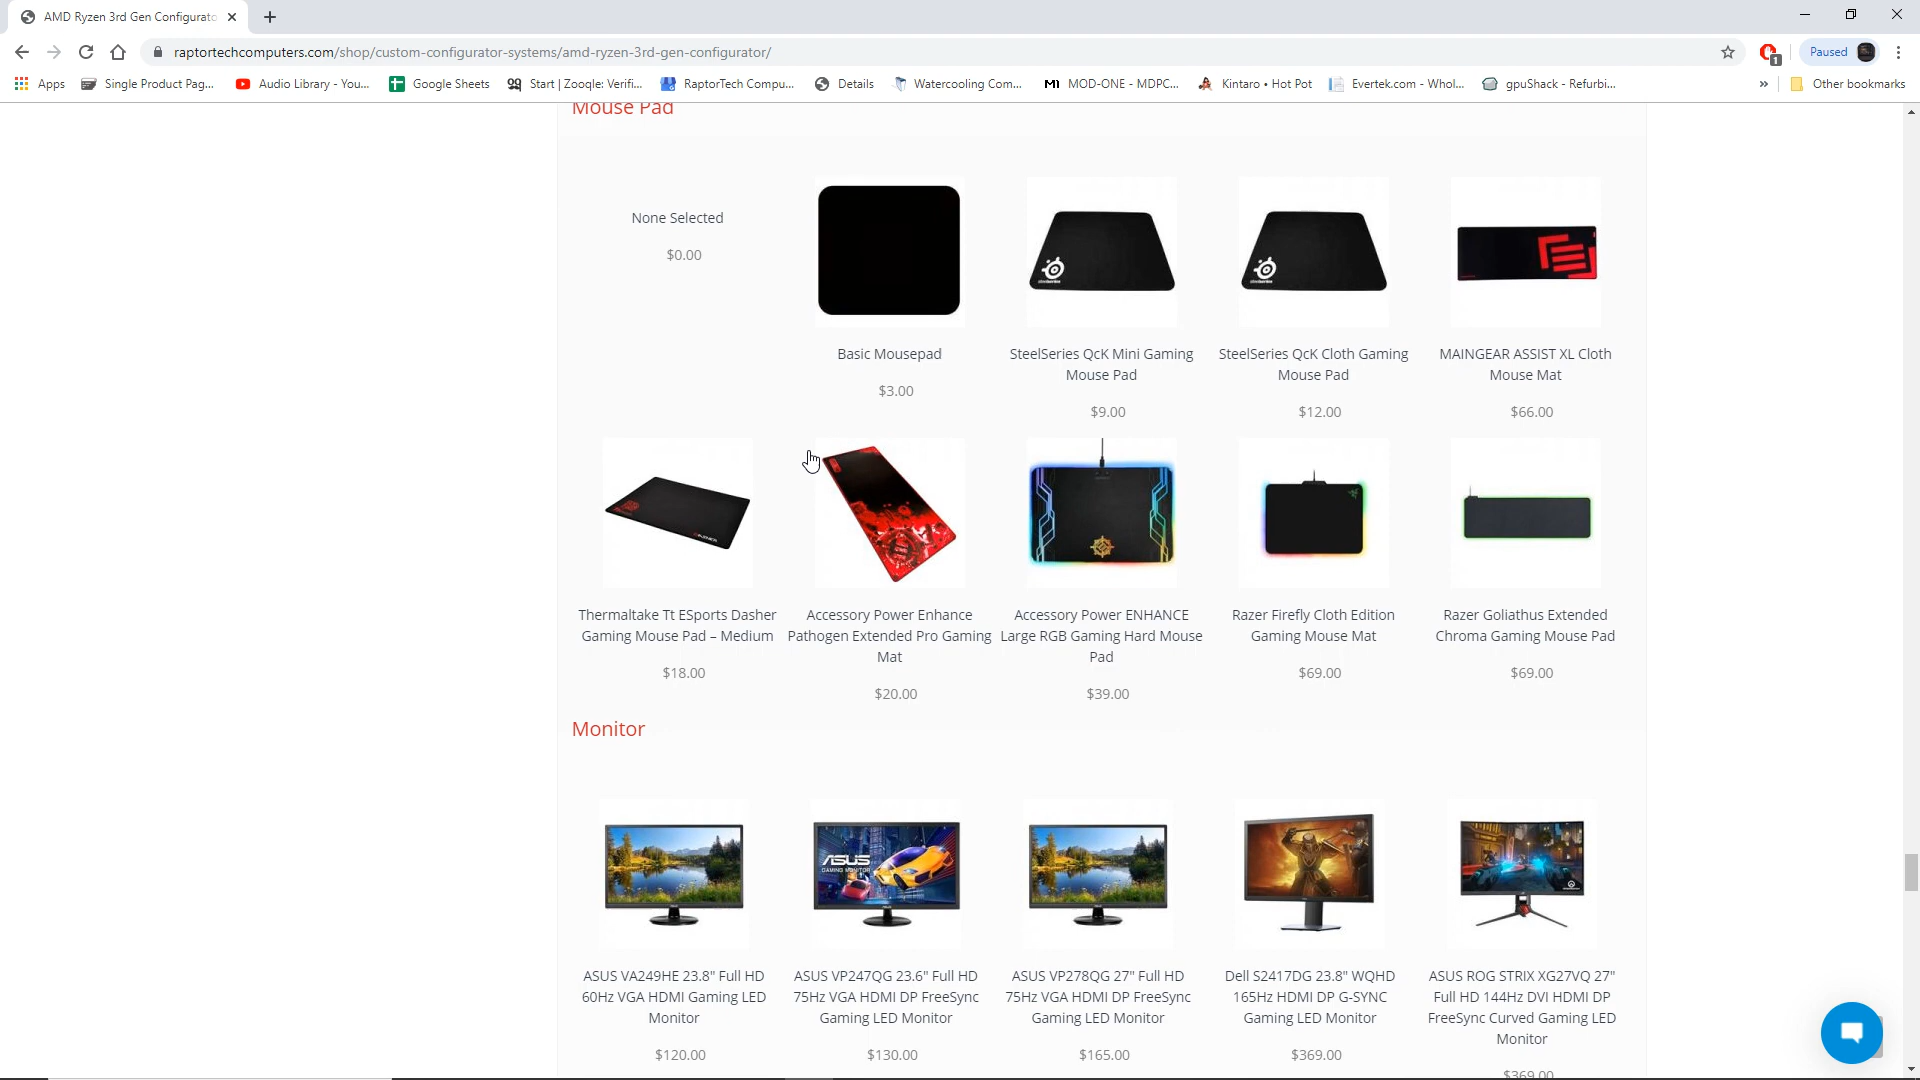 AMD Ryzen 3rd Gen Configurato
raptortechcomputers.com/shop/custom-configurator-systems/amd-ryzen-3rd-gen-configurator/
1
Paused
Apps Single Product Pag... Audio Library - You... Google Sheets Start | Zooqle: Verifi... RaptorTech Compu... Details Watercooling Com... M1 MOD-ONE - MDPC... Kintaro • Hot Pot Evertek.com - Whol... gpuShack - Refurbi... » Other bookmarks
Mouse Pad
None Selected
$0.00
Basic Mousepad
$3.00
SteelSeries QcK Mini Gaming
Mouse Pad
$9.00
SteelSeries QcK Cloth Gaming
Mouse Pad
$12.00
MAINGEAR ASSIST XL Cloth
Mouse Mat
$66.00
Thermaltake Tt ESports Dasher
Gaming Mouse Pad – Medium
$18.00
Accessory Power Enhance
Pathogen Extended Pro Gaming
Mat
$20.00
Accessory Power ENHANCE
Large RGB Gaming Hard Mouse
Pad
$39.00
Razer Firefly Cloth Edition
Gaming Mouse Mat
$69.00
Razer Goliathus Extended
Chroma Gaming Mouse Pad
$69.00
Monitor
ASUS
GAMING MONITOR
ASUS VA249HE 23.8" Full HD
60Hz VGA HDMI Gaming LED
Monitor
$120.00
ASUS VP247QG 23.6" Full HD
75Hz VGA HDMI DP FreeSync
Gaming LED Monitor
$130.00
ASUS VP278QG 27" Full HD
75Hz VGA HDMI DP FreeSync
Gaming LED Monitor
$165.00
Dell S2417DG 23.8" WQHD
165Hz HDMI DP G-SYNC
Gaming LED Monitor
$369.00
ASUS ROG STRIX XG27VQ 27"
Full HD 144Hz DVI HDMI DP
FreeSync Curved Gaming LED
Monitor
$369.00